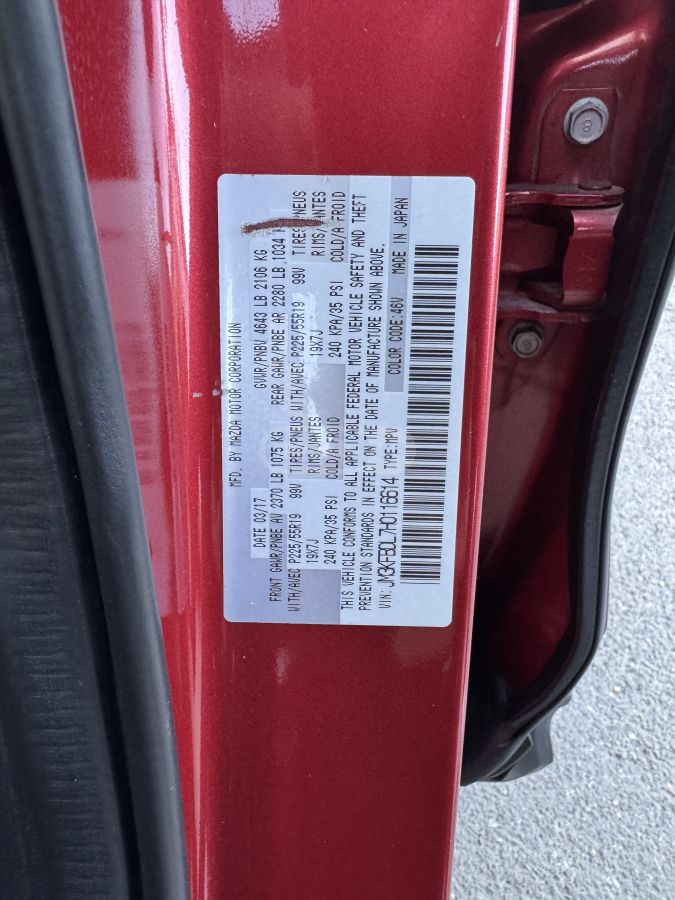 MFD. BY MAZDA MOTOR CORPORATION
DATE 03/17 GVWR/PNBV 4643 LB 2106 KG
FRONT GAWR/PNBE AV 2370 LB 1075 KG REAR GAWR/PNBE AR 2280 LB 1034
WITH/AVEC P225/55R19 99V TIRES/PNEUS WITH/AVEC P225/55R19 99V TIRES/PNEUS
19X7J RIMS/JANTES 19X7J RIMS/JANTES
240 KPA/35 PSI COLD/A FROID 240 KPA/35 PSI COLD/A FROID
THIS VEHICLE CONFORMS TO ALL APPLICABLE FEDERAL MOTOR VEHICLE SAFETY AND THEFT
PREVENTION STANDARDS IN EFFECT ON THE DATE OF MANUFACTURE SHOWN ABOVE.
VIN: JM3KFBDL7H0116614 TYPE:MPV COLOR CODE:46V MADE IN JAPAN
8